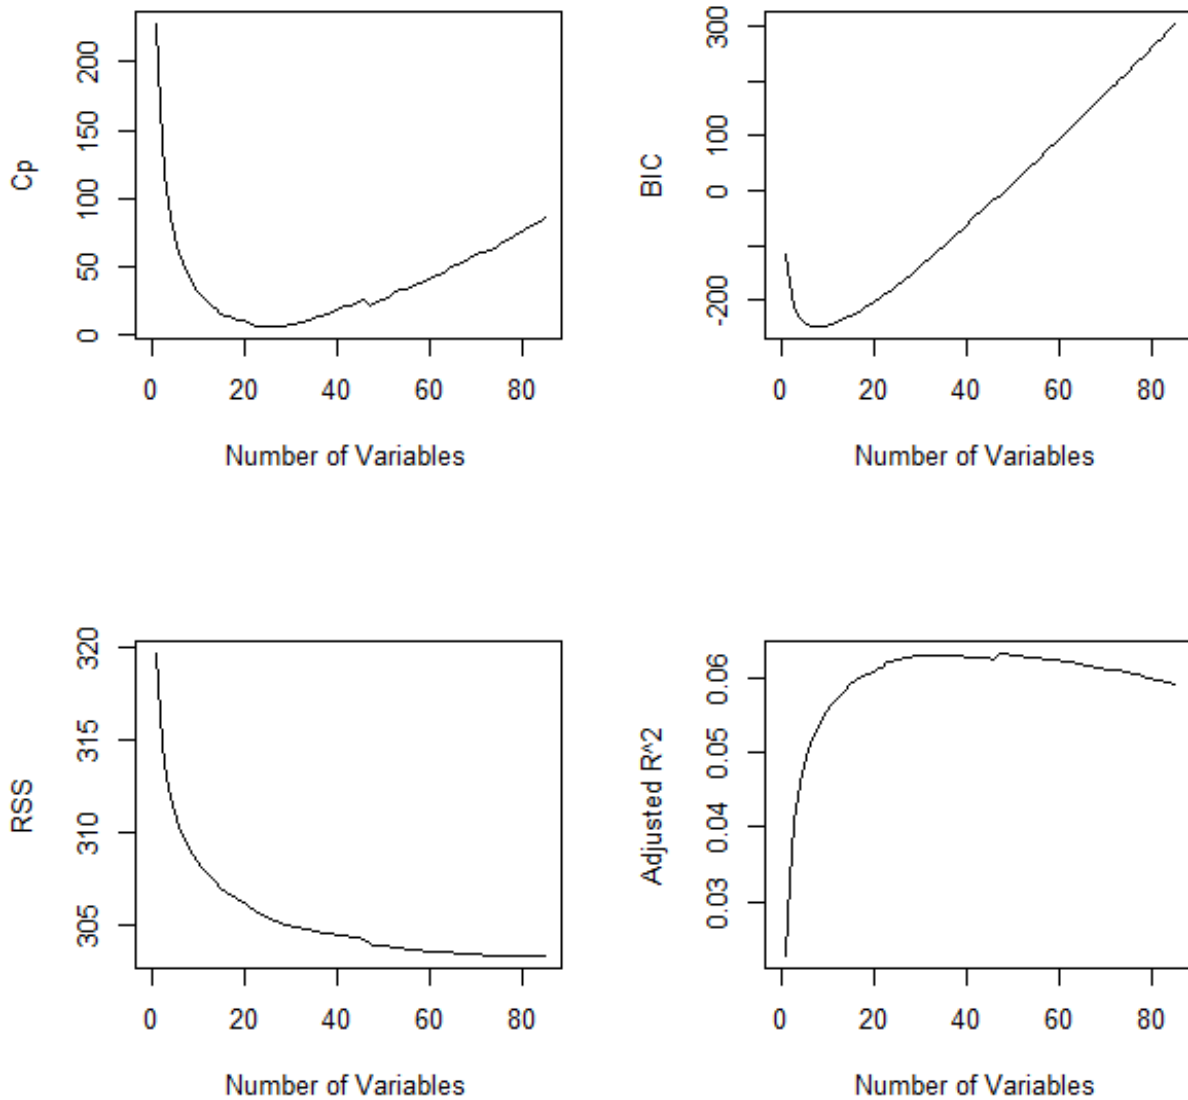 Cp
0 50 100 150 200
0 20 40 60 80
Number of Variables
BIC
-200 0 100 300
0 20 40 60 80
Number of Variables
RSS
305 310 315 320
0 20 40 60 80
Number of Variables
Adjusted R^2
0.03 0.04 0.05 0.06
0 20 40 60 80
Number of Variables